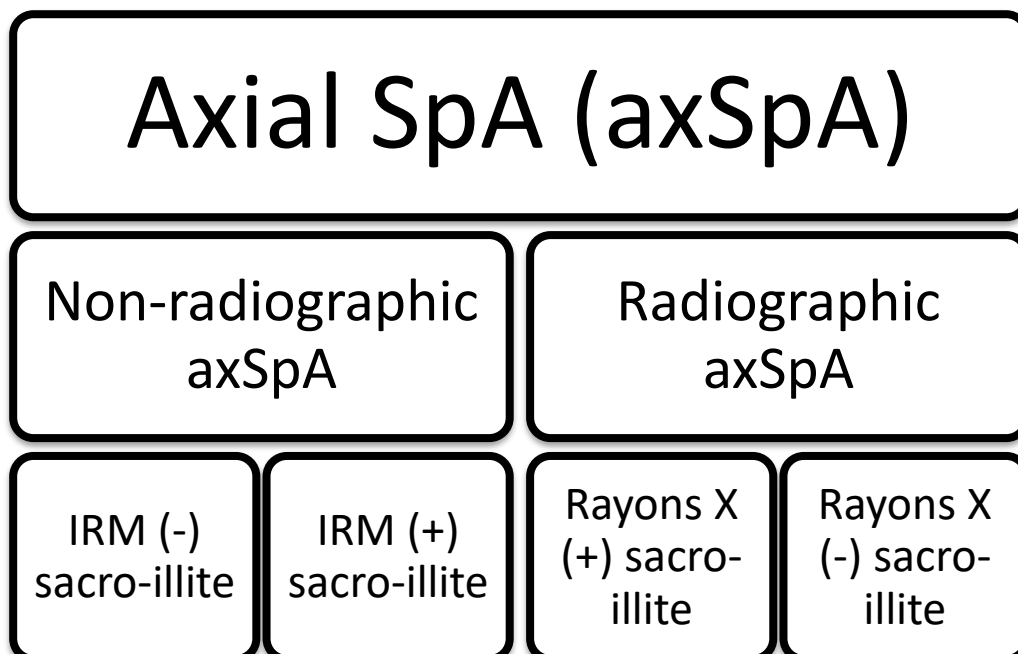 Axial SpA (axSpA)
Non-radiographic
axSpA
Radiographic
axSpA
IRM (-)
sacro-illite
IRM (+)
sacro-illite
Rayons X
(+) sacro-
illite
Rayons X
(-) sacro-
illite